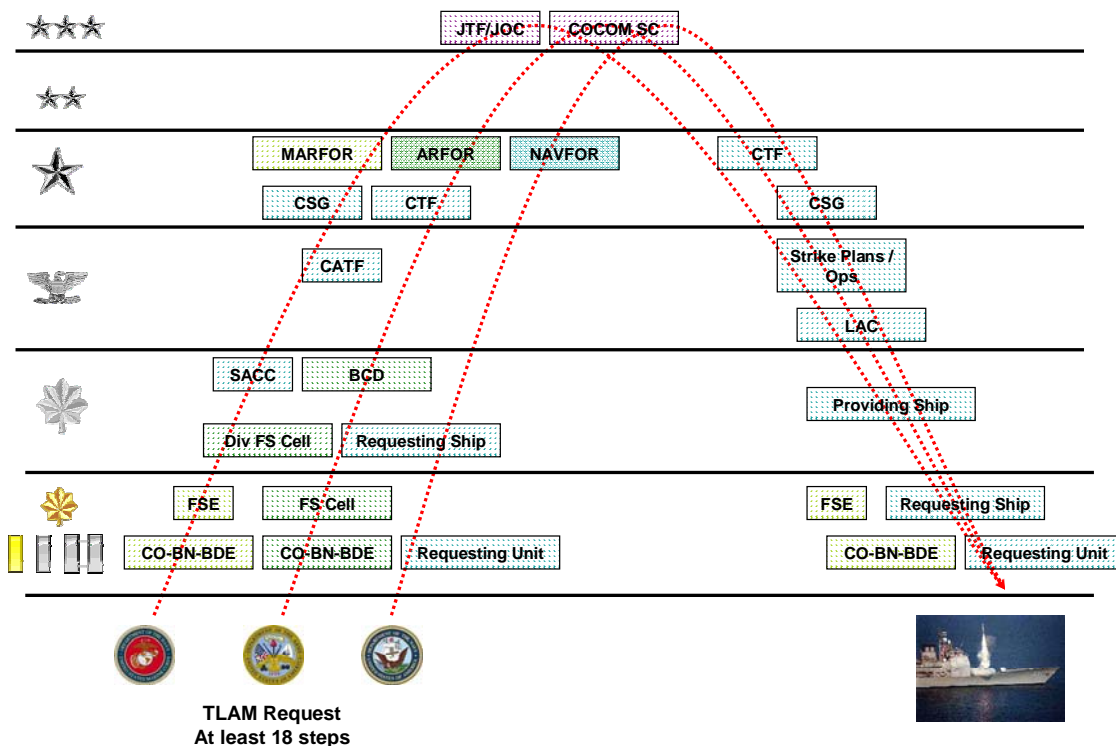 JTF/JOC
COCOM SC
MARFOR
ARFOR
NAVFOR
CTF
CSG
CTF
CSG
CATF
Strike Plans /
Ops
LAC
SACC
BCD
Providing Ship
Div FS Cell
Requesting Ship
FSE
FS Cell
FSE
Requesting Ship
CO-BN-BDE
CO-BN-BDE
Requesting Unit
CO-BN-BDE
Requesting Unit
TLAM Request
At least 18 steps